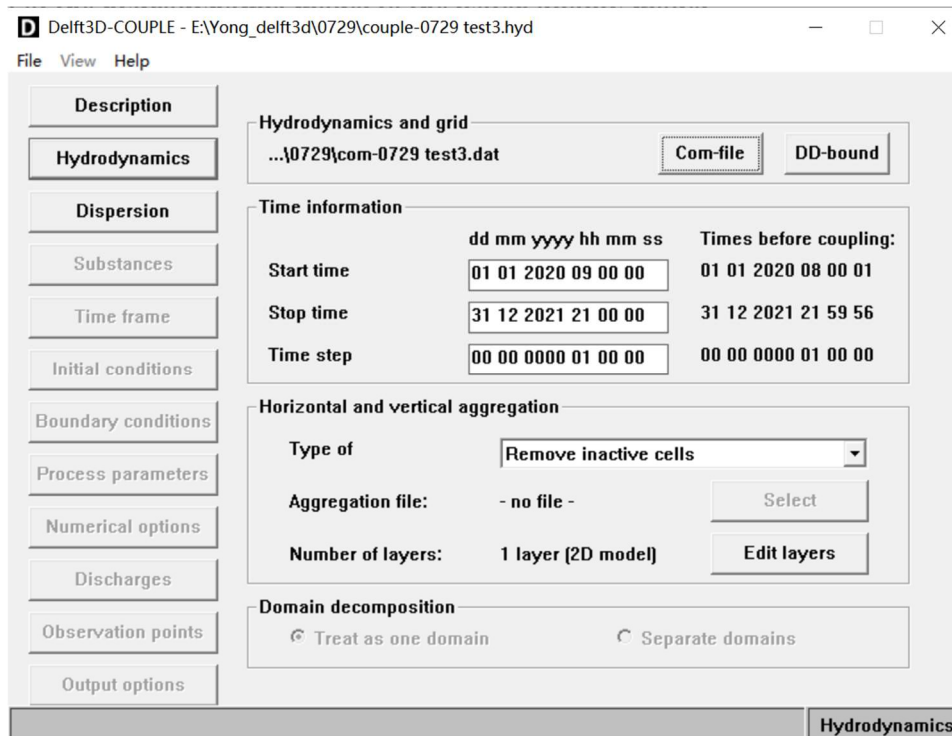 Delft3D-COUPLE - E:\Yong_delft3d\0729\couple-0729 test3.hyd
File View Help
Description
Hydrodynamics
Dispersion
Substances
Time frame
Initial conditions
Boundary conditions
Process parameters
Numerical options
Discharges
Observation points
Output options
Hydrodynamics and grid
...\0729\com-0729 test3.dat Com-file DD-bound
Time information
dd mm yyyy hh mm ss Times before coupling:
Start time 01 01 2020 09 00 00 01 01 2020 08 00 01
Stop time 31 12 2021 21 00 00 31 12 2021 21 59 56
Time step 00 00 0000 01 00 00 00 00 0000 01 00 00
Horizontal and vertical aggregation
Type of Remove inactive cells
Aggregation file: - no file - Select
Number of layers: 1 layer (2D model) Edit layers
Domain decomposition
Treat as one domain Separate domains
Hydrodynamics